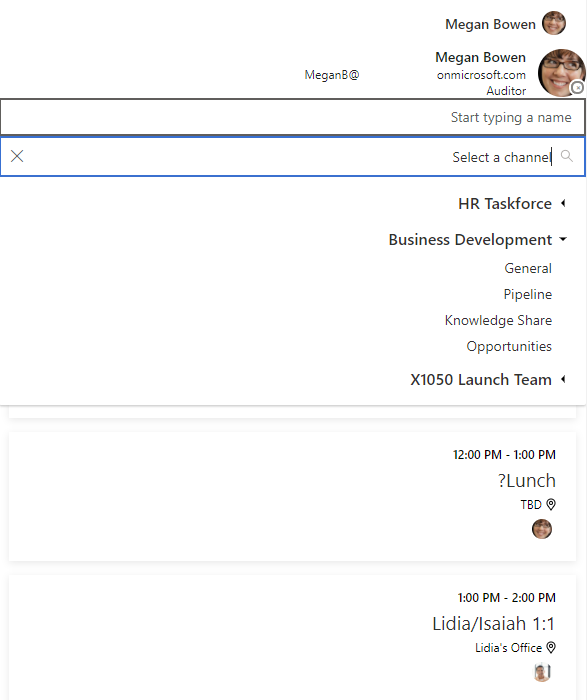 Megan Bowen
Megan Bowen
MeganB@ onmicrosoft.com
Auditor
Start typing a name
Select a channel
HR Taskforce
Business Development
General
Pipeline
Knowledge Share
Opportunities
X1050 Launch Team
12:00 PM - 1:00 PM
?Lunch
TBD
1:00 PM - 2:00 PM
Lidia/Isaiah 1:1
Lidia's Office